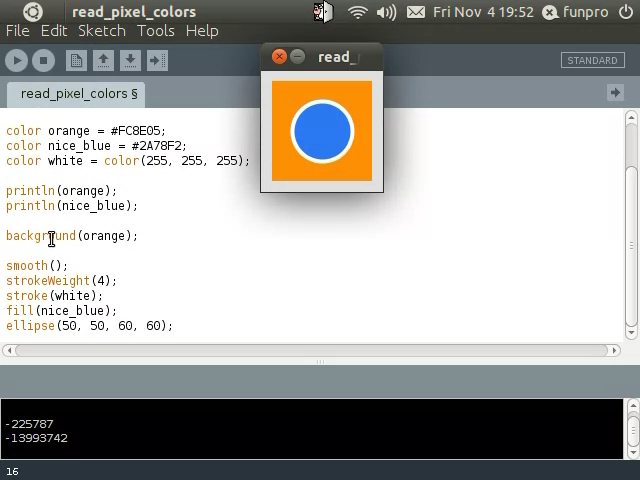 read_pixel_colors
Fri Nov 4 19:52 funpro
File Edit Sketch Tools Help
read_
STANDARD
read_pixel_colors §
color orange = #FC8E05;
color nice_blue = #2A78F2;
color white = color(255, 255, 255);
println(orange);
println(nice_blue);
background(orange);
smooth();
strokeWeight(4);
stroke(white);
fill(nice_blue);
ellipse(50, 50, 60, 60);
-225787
-13993742
16